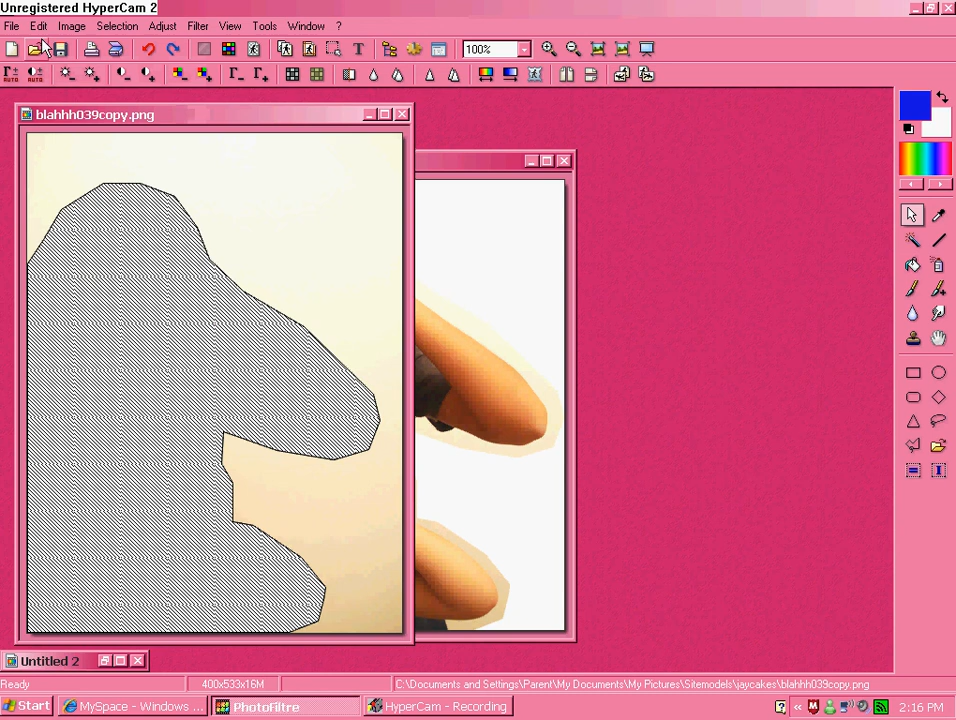 Unregistered HyperCam 2
File Edit Image Selection Adjust Filter View Tools Window ?
T 100%
AUTO AUTO
blahhh039copy.png
Untitled 2
Ready 400x533x16M C:\Documents and Settings\Parent\My Documents\My Pictures\Sitemodels\jaycakes\blahhh039copy.png
Start MySpace - Windows ... PhotoFiltre HyperCam - Recording 2:16 PM